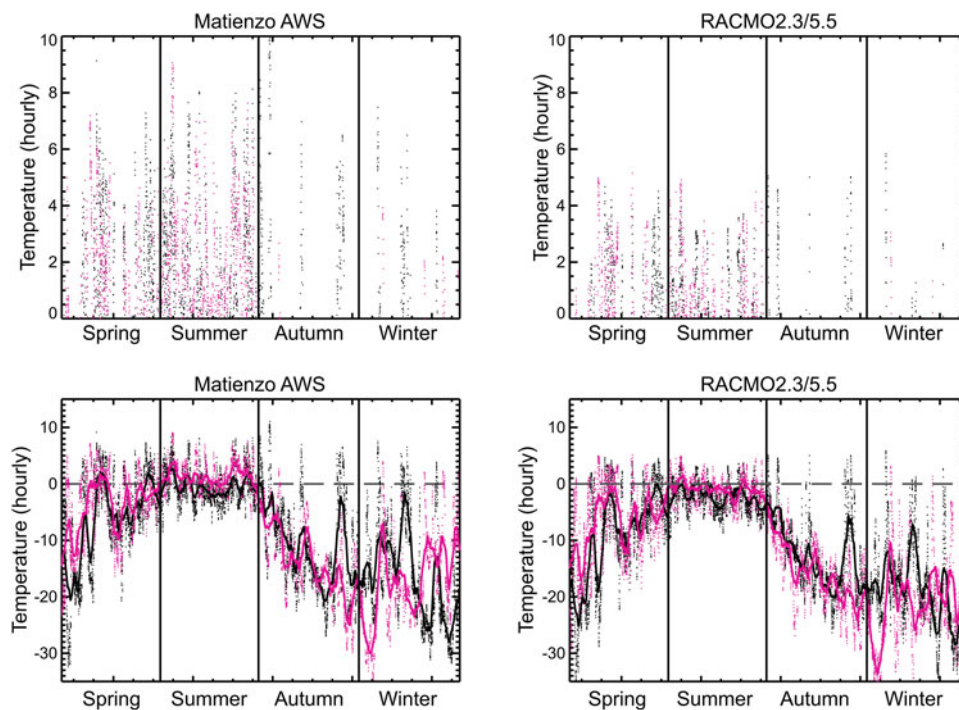 Matienzo AWS
RACMO2.3/5.5
Temperature (hourly)
10
8
6
4
2
0
Spring Summer Autumn Winter
Temperature (hourly)
10
8
6
4
2
0
Spring Summer Autumn Winter
Matienzo AWS
RACMO2.3/5.5
Temperature (hourly)
10
0
-10
-20
-30
Spring Summer Autumn Winter
Temperature (hourly)
10
0
-10
-20
-30
Spring Summer Autumn Winter